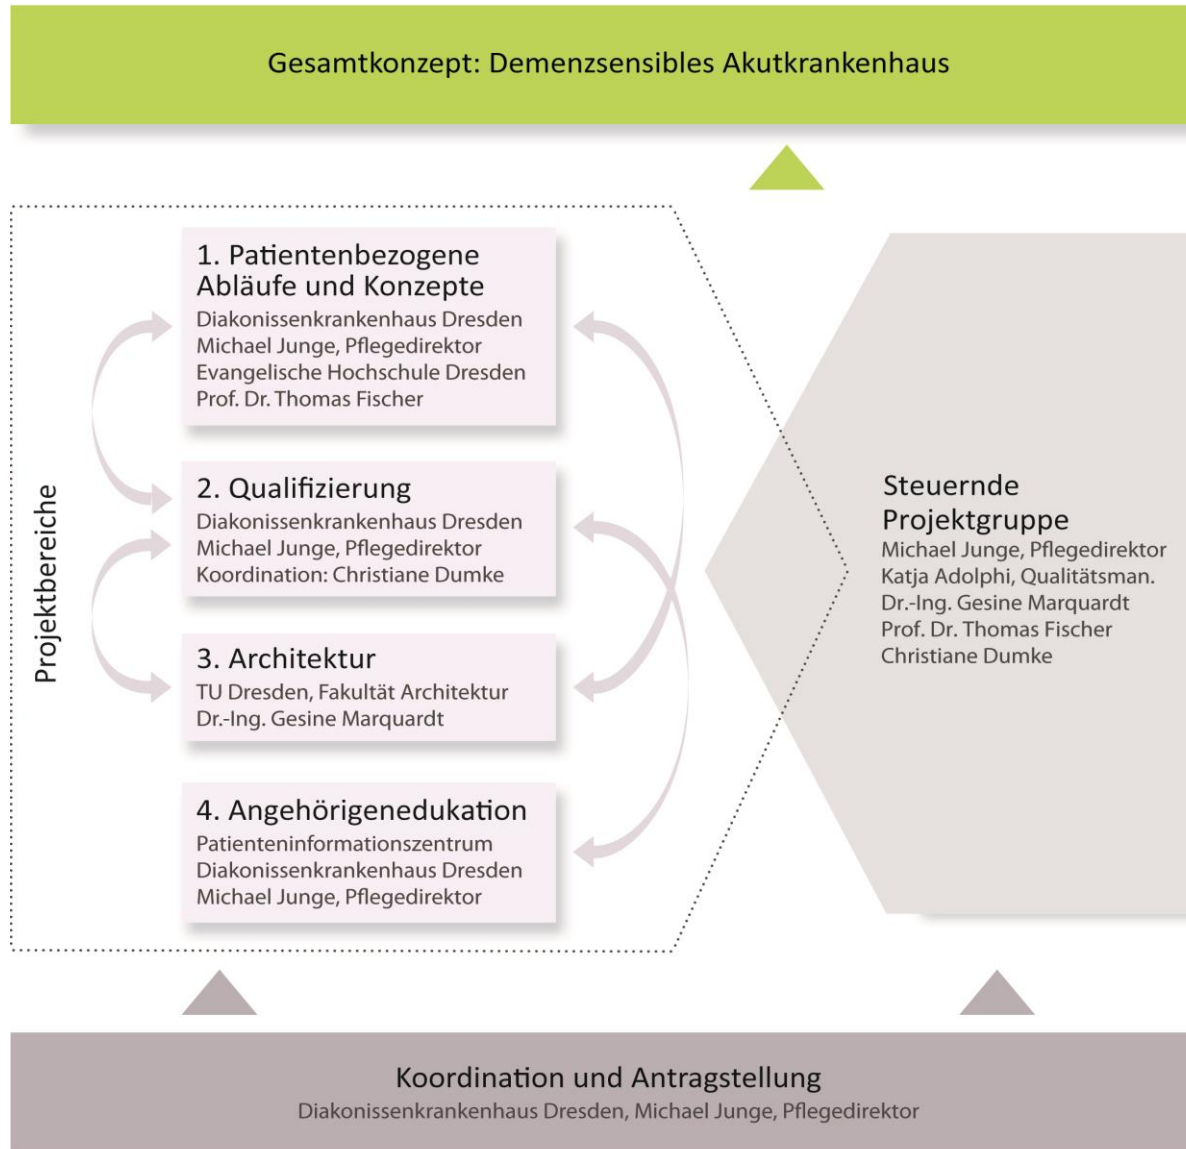 Gesamtkonzept: Demenzsensibles Akutkrankenhaus
Projektbereiche
1. Patientenbezogene
Abläufe und Konzepte
Diakonissenkrankenhaus Dresden
Michael Junge, Pflegedirektor
Evangelische Hochschule Dresden
Prof. Dr. Thomas Fischer
2. Qualifizierung
Diakonissenkrankenhaus Dresden
Michael Junge, Pflegedirektor
Koordination: Christiane Dumke
3. Architektur
TU Dresden, Fakultät Architektur
Dr.-Ing. Gesine Marquardt
4. Angehörigenedukation
Patienteninformationszentrum
Diakonissenkrankenhaus Dresden
Michael Junge, Pflegedirektor
Steuernde
Projektgruppe
Michael Junge, Pflegedirektor
Katja Adolphi, Qualitätsman.
Dr.-Ing. Gesine Marquardt
Prof. Dr. Thomas Fischer
Christiane Dumke
Koordination und Antragstellung
Diakonissenkrankenhaus Dresden, Michael Junge, Pflegedirektor